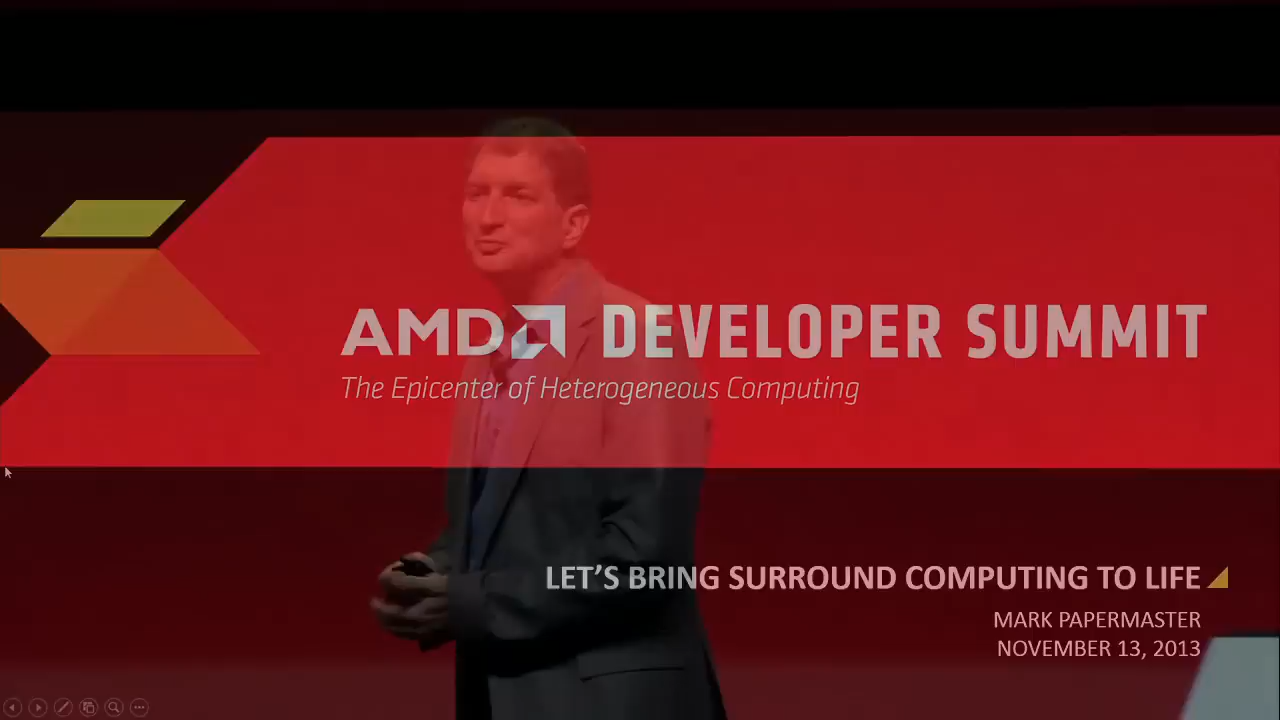 AMD DEVELOPER SUMMIT
The Epicenter of Heterogeneous Computing
LET'S BRING SURROUND COMPUTING TO LIFE
MARK PAPERMASTER
NOVEMBER 13, 2013